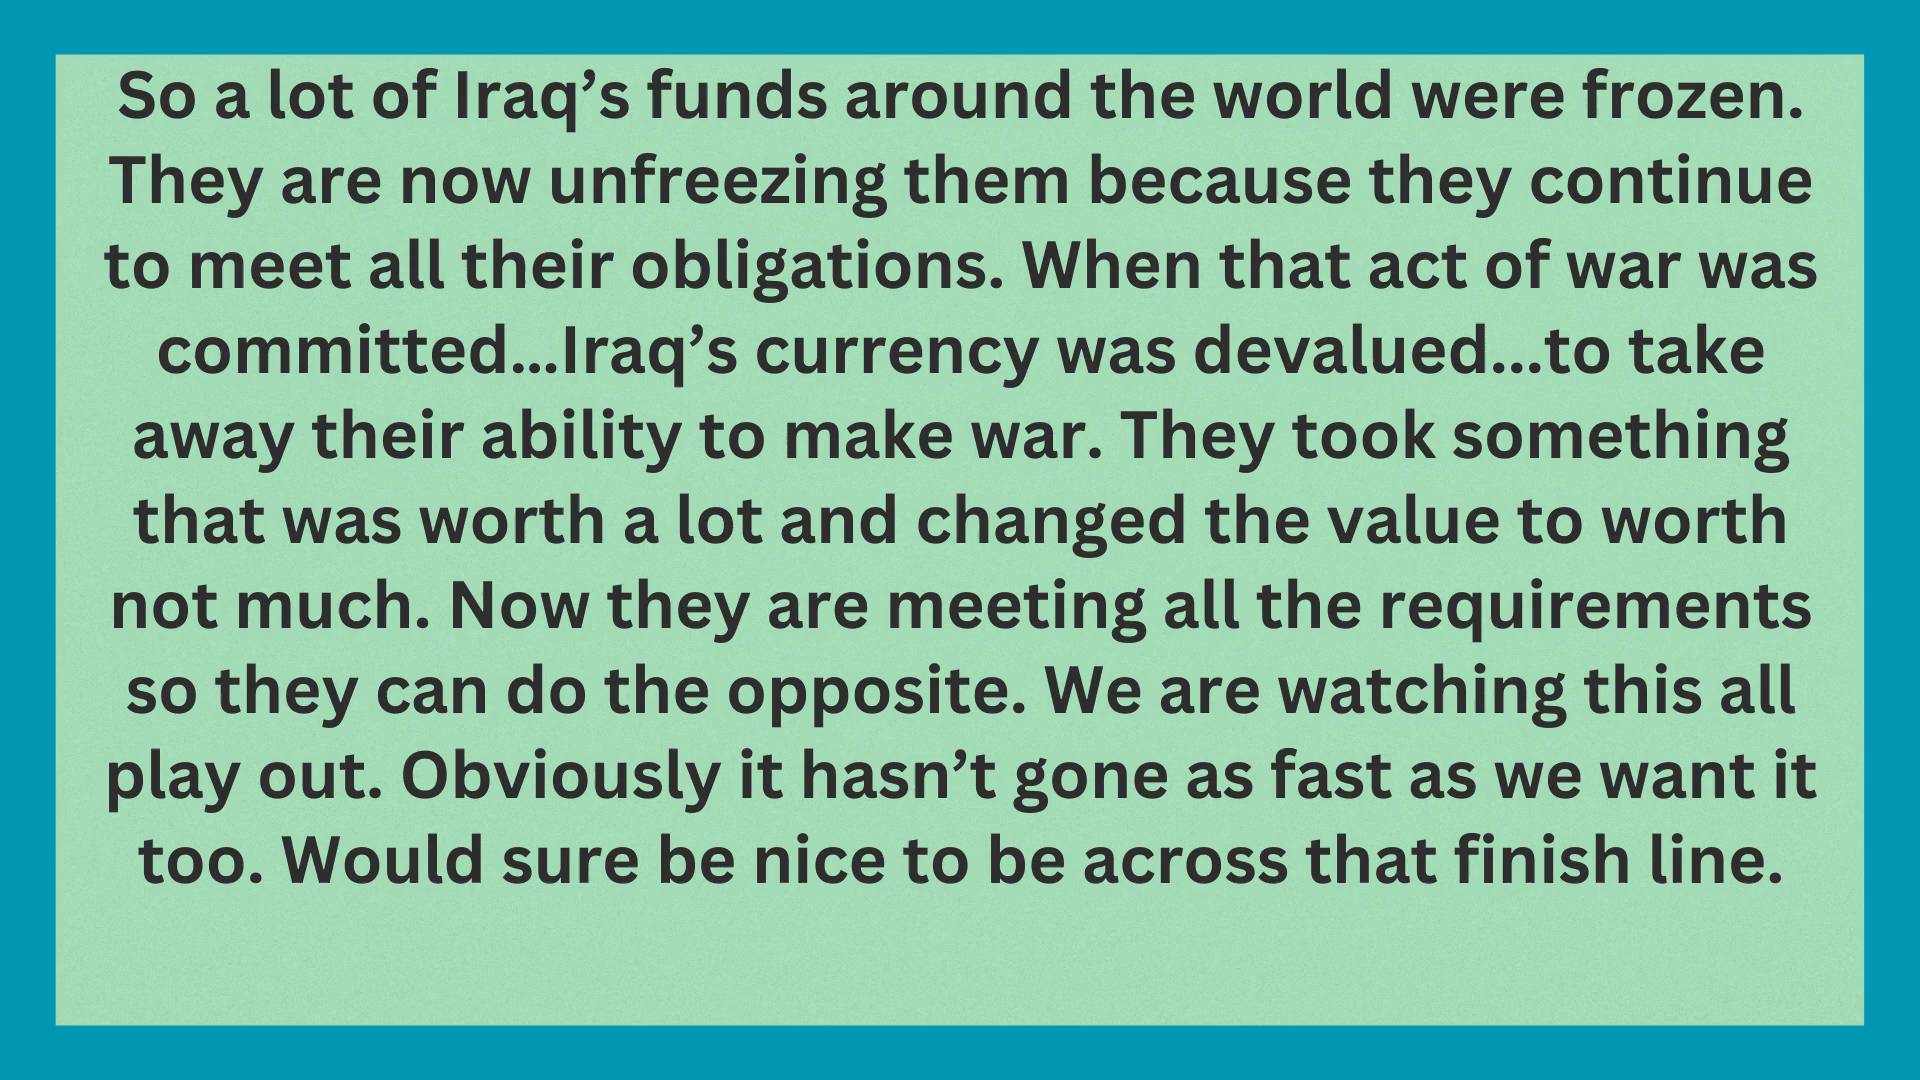 So a lot of Iraq’s funds around the world were frozen.
They are now unfreezing them because they continue
to meet all their obligations. When that act of war was
committed...Iraq’s currency was devalued...to take
away their ability to make war. They took something
that was worth a lot and changed the value to worth
not much. Now they are meeting all the requirements
so they can do the opposite. We are watching this all
play out. Obviously it hasn’t gone as fast as we want it
too. Would sure be nice to be across that finish line.